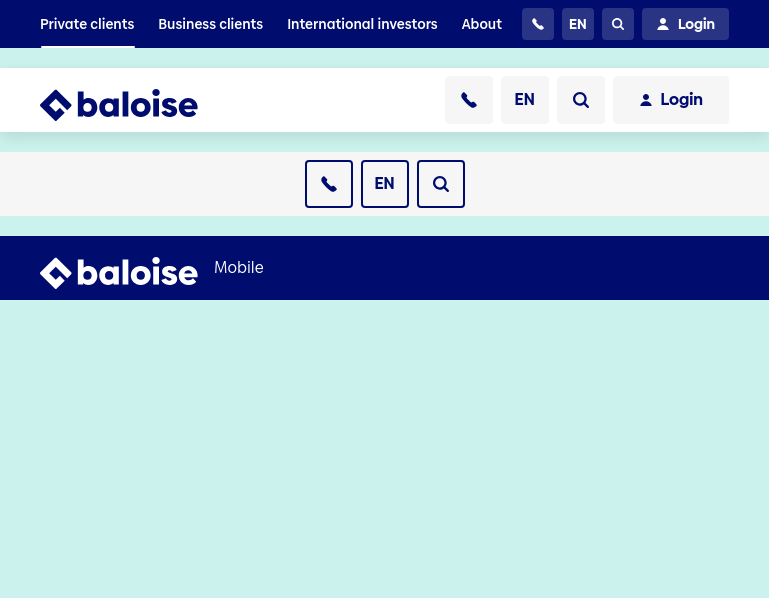 Private clients Business clients International investors About EN Login
baloise EN Login
EN
baloise Mobile